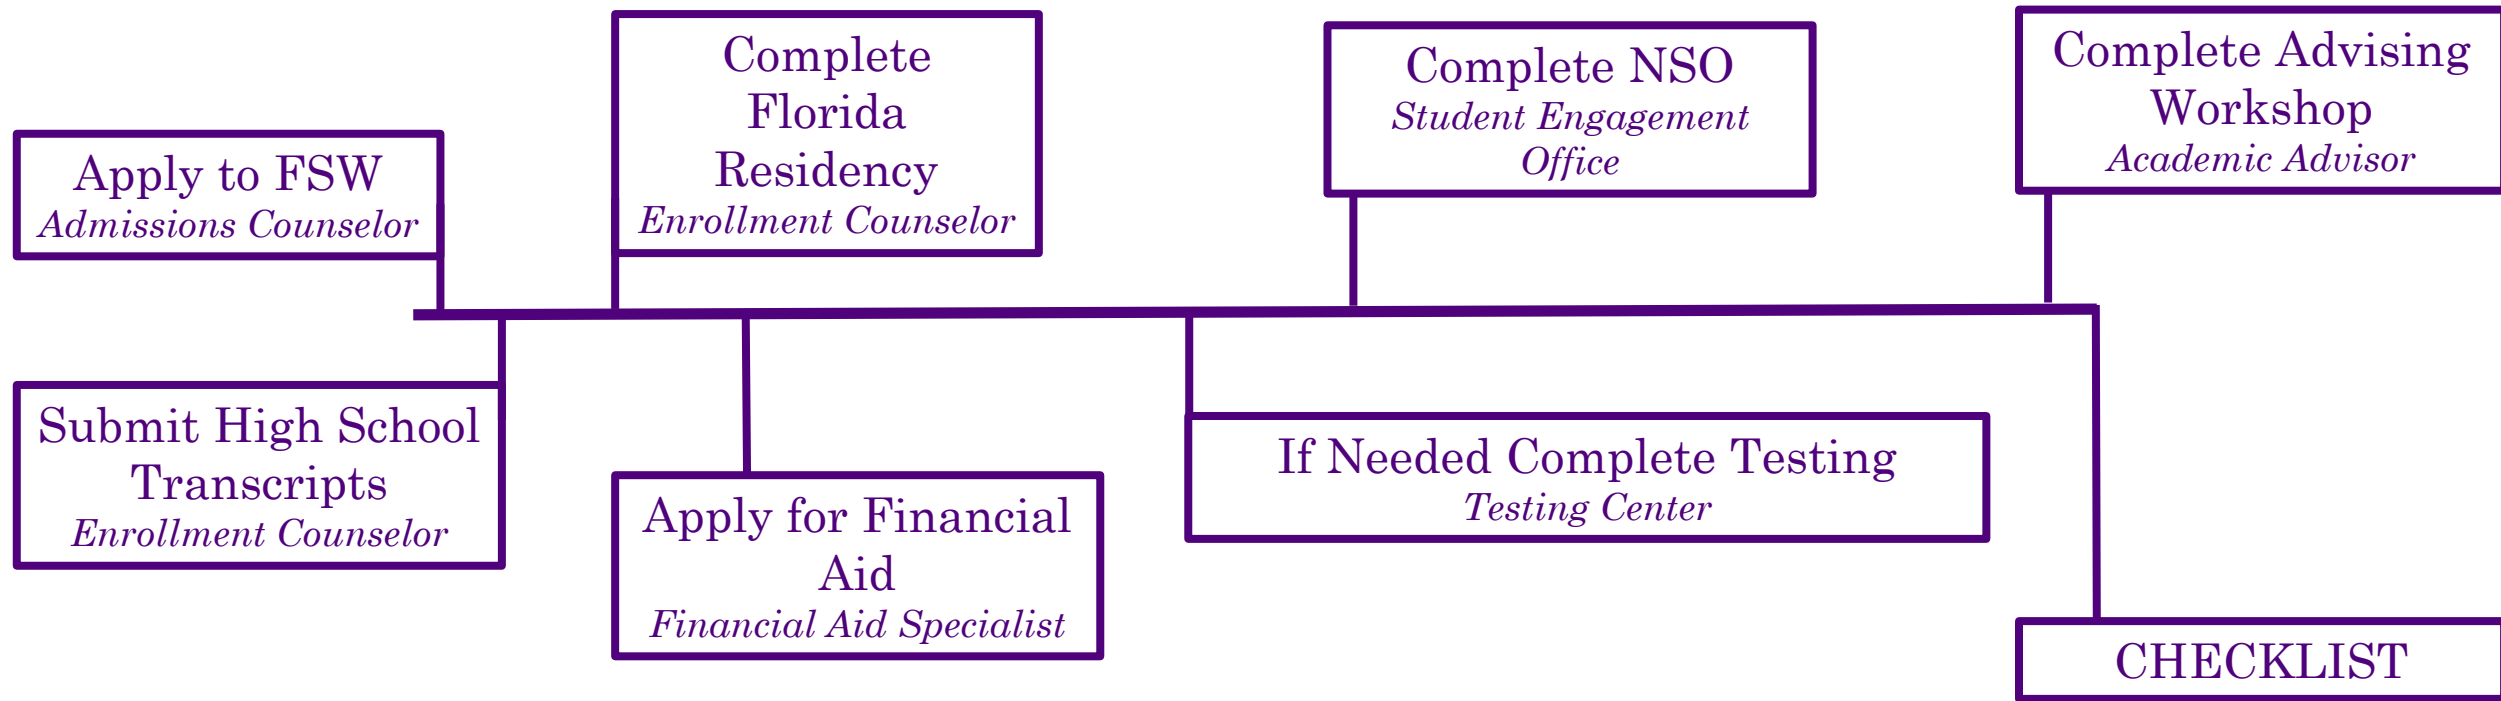 Apply to FSW
Admissions Counselor
Submit High School
Transcripts
Enrollment Counselor
Complete
Florida
Residency
Enrollment Counselor
Apply for Financial
Aid
Financial Aid Specialist
If Needed Complete Testing
Testing Center
Complete NSO
Student Engagement
Office
Complete Advising
Workshop
Academic Advisor
CHECKLIST